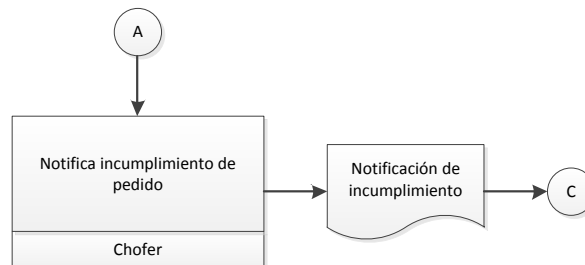 A
Notifica incumplimiento de
pedido
Chofer
Notificación de
incumplimiento
C